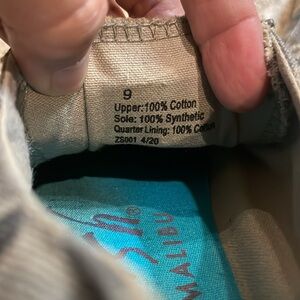 9
Upper: 100% Cotton
Sole: 100% Synthetic
Quarter Lining: 100% Cotton
ZS001 4/20
MALIBU